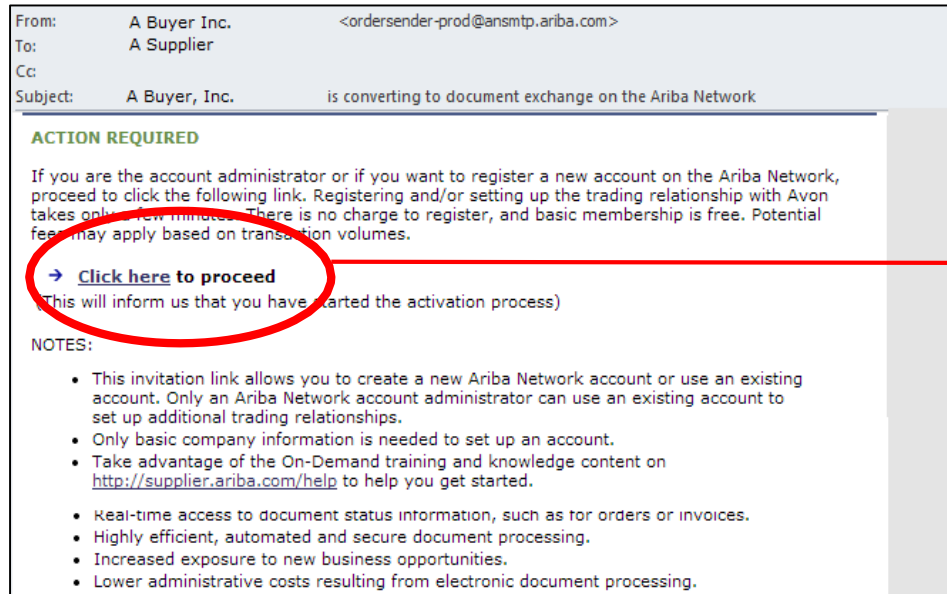 From: A Buyer Inc. <ordersender-prod@ansmtp.ariba.com>
To: A Supplier
Cc:
Subject: A Buyer, Inc. is converting to document exchange on the Ariba Network
ACTION REQUIRED
If you are the account administrator or if you want to register a new account on the Ariba Network,
proceed to click the following link. Registering and/or setting up the trading relationship with Avon
takes only a few minutes. There is no charge to register, and basic membership is free. Potential
fees may apply based on transaction volumes.
→ Click here to proceed
(This will inform us that you have started the activation process)
NOTES:
• This invitation link allows you to create a new Ariba Network account or use an existing
account. Only an Ariba Network account administrator can use an existing account to
set up additional trading relationships.
• Only basic company information is needed to set up an account.
• Take advantage of the On-Demand training and knowledge content on
http://supplier.ariba.com/help to help you get started.
• Real-time access to document status information, such as for orders or invoices.
• Highly efficient, automated and secure document processing.
• Increased exposure to new business opportunities.
• Lower administrative costs resulting from electronic document processing.